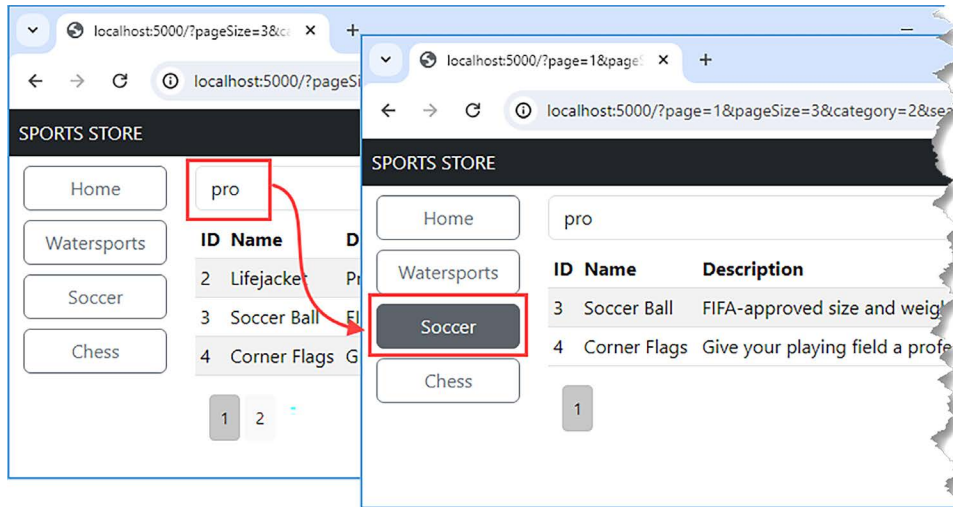 localhost:5000/?pageSize=3&c
localhost:5000/?pageSi
SPORTS STORE
Home
Watersports
Soccer
Chess
pro
ID Name D
2 Lifejacket Pr
3 Soccer Ball FI
4 Corner Flags G
1 2
localhost:5000/?page=1&page
localhost:5000/?page=1&pageSize=3&category=2&sea
SPORTS STORE
Home
Watersports
Soccer
Chess
pro
ID Name Description
3 Soccer Ball FIFA-approved size and weig
4 Corner Flags Give your playing field a profe
1